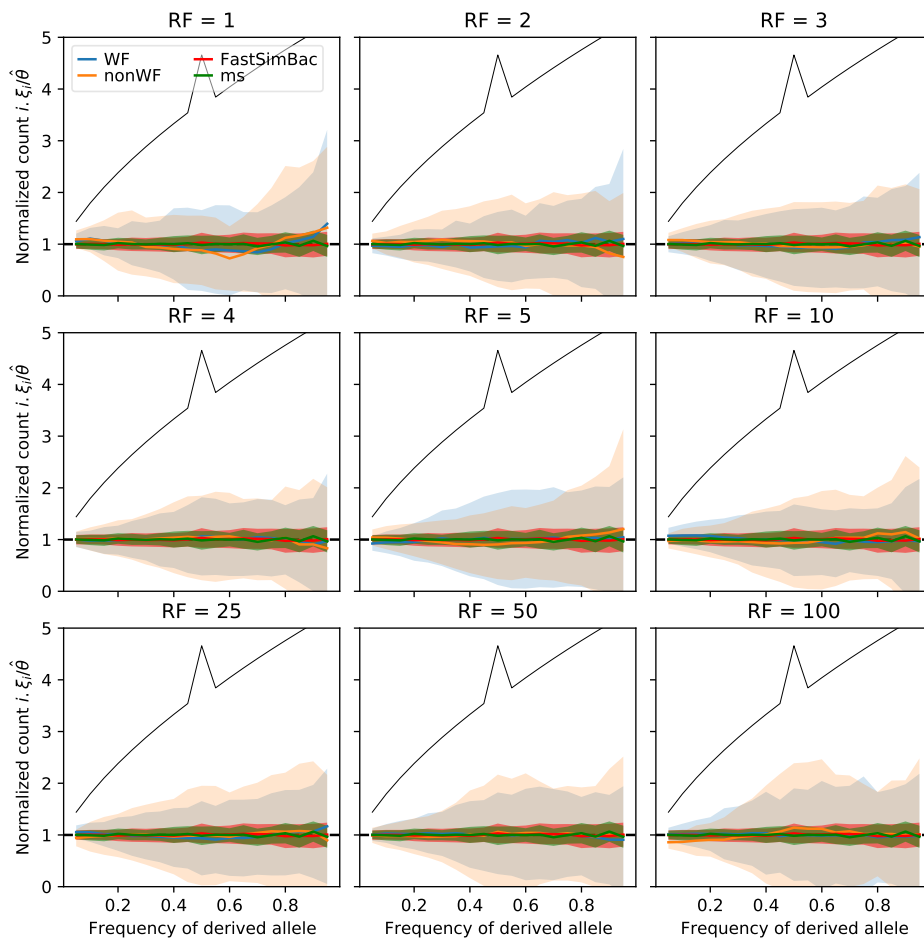 RF = 1
RF = 2
RF = 3
WF
nonWF
FastSimBac
ms
Normalized count i.ξᵢ/θ̂
5
4
3
2
1
0
RF = 4
RF = 5
RF = 10
Normalized count i.ξᵢ/θ̂
5
4
3
2
1
0
RF = 25
RF = 50
RF = 100
Normalized count i.ξᵢ/θ̂
5
4
3
2
1
0
0.2 0.4 0.6 0.8
0.2 0.4 0.6 0.8
0.2 0.4 0.6 0.8
Frequency of derived allele
Frequency of derived allele
Frequency of derived allele